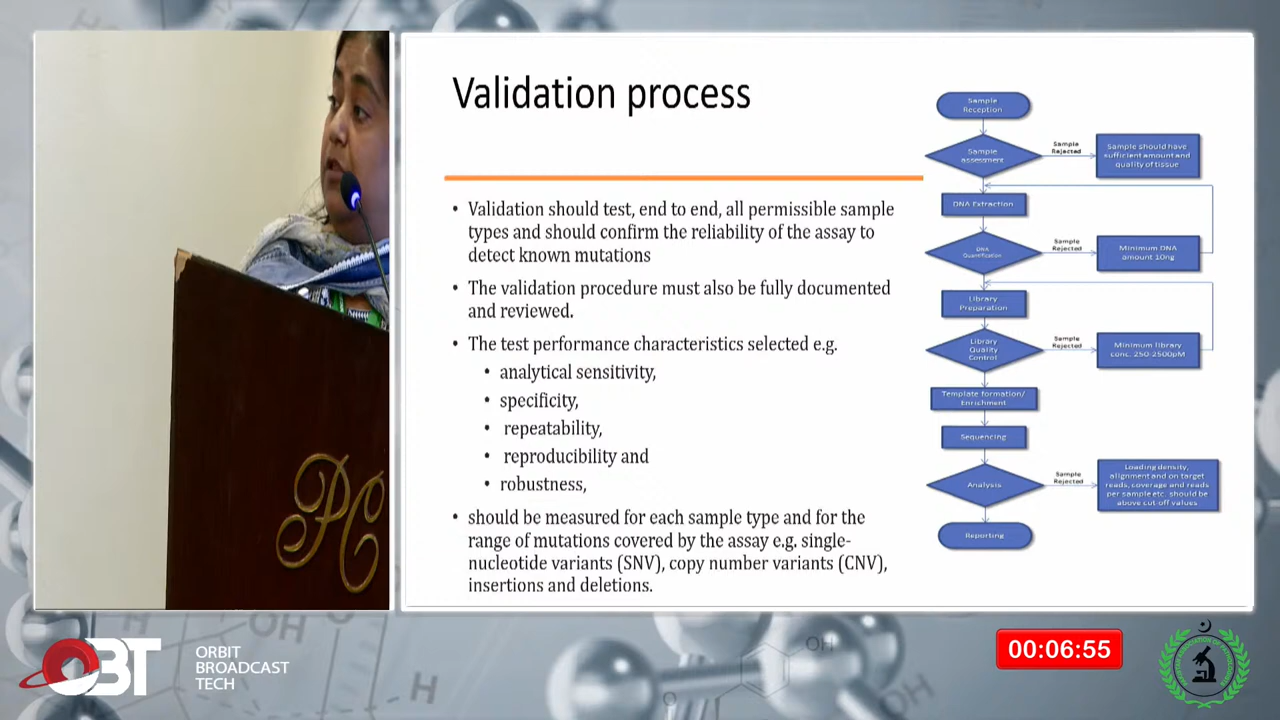 Validation process
• Validation should test, end to end, all permissible sample
types and should confirm the reliability of the assay to
detect known mutations
• The validation procedure must also be fully documented
and reviewed.
• The test performance characteristics selected e.g.
• analytical sensitivity,
• specificity,
• repeatability,
• reproducibility and
• robustness,
• should be measured for each sample type and for the
range of mutations covered by the assay e.g. single-
nucleotide variants (SNV), copy number variants (CNV),
insertions and deletions.
Sample
Reception
Sample
assessment
Sample
Rejected
Sample should have
sufficient amount and
quality of tissue
DNA Extraction
DNA
Quantification
Sample
Rejected
Minimum DNA
amount 10ng
Library
Preparation
Library
Quality
Control
Sample
Rejected
Minimum library
conc. 250-2500pM
Template formation/
Enrichment
Sequencing
Analysis
Sample
Rejected
Loading density,
alignment and on target
reads, coverage and reads
per sample etc. should be
above cut-off values
Reporting
PC
OBT
ORBIT
BROADCAST
TECH
00:06:55
OH
H
OH
O
OH